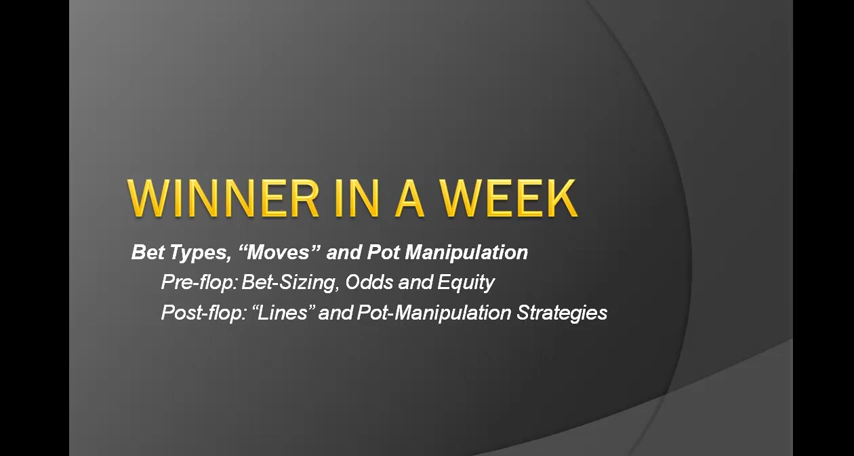 WINNER IN A WEEK
Bet Types, “Moves” and Pot Manipulation
Pre-flop: Bet-Sizing, Odds and Equity
Post-flop: “Lines” and Pot-Manipulation Strategies